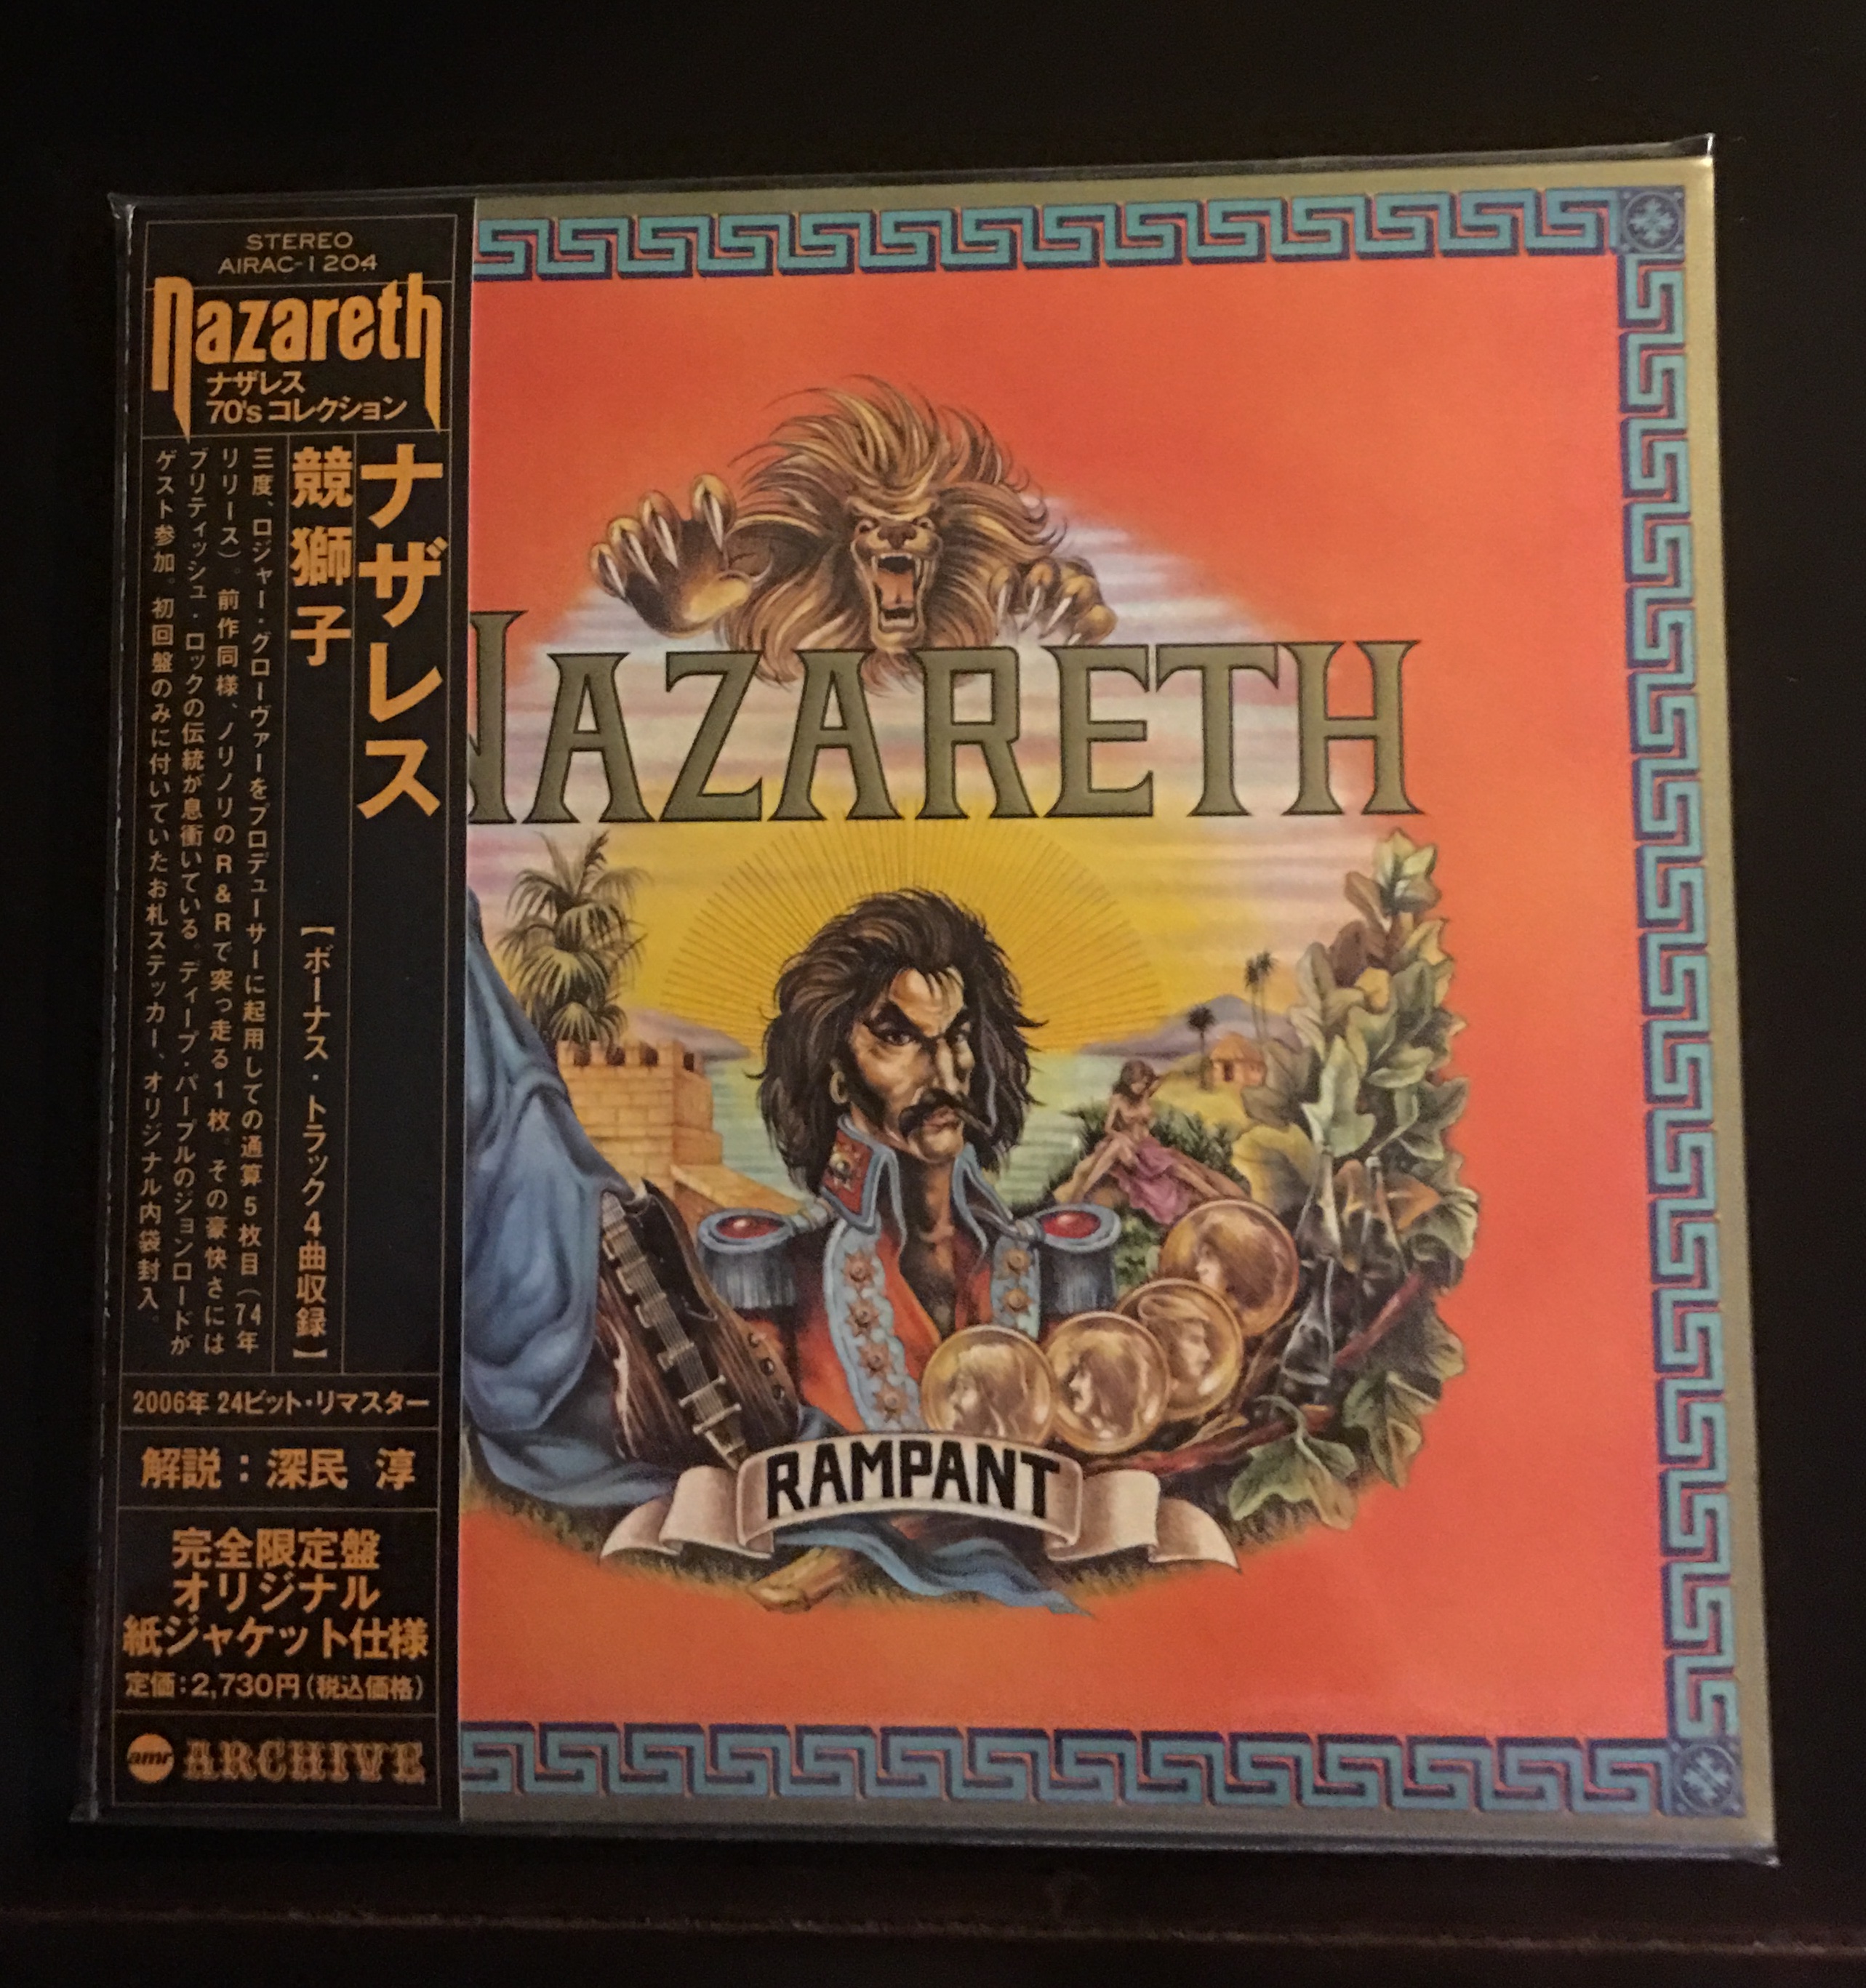 STEREO
AIRAC-1204
nazareth
ナザレス
70'sコレクション
ナザレス
競獅子
【ボーナス・トラック4曲収録】
三度、ロジャー・グローヴァーをプロデューサーに起用しての通算5枚目（74年
リリース）。前作同様、ノリノリのR&Rで突っ走る1枚。その豪快さには
ブリティッシュ・ロックの伝統が息衝いている。ディープ・パープルのジョンロードが
ゲスト参加。初回盤のみに付いていたお札ステッカー、オリジナル内袋封入。
2006年 24ビット・リマスター
解説：深民 淳
完全限定盤
オリジナル
紙ジャケット仕様
定価：2,730円（税込価格）
amr ARCHIVE
NAZARETH
RAMPANT